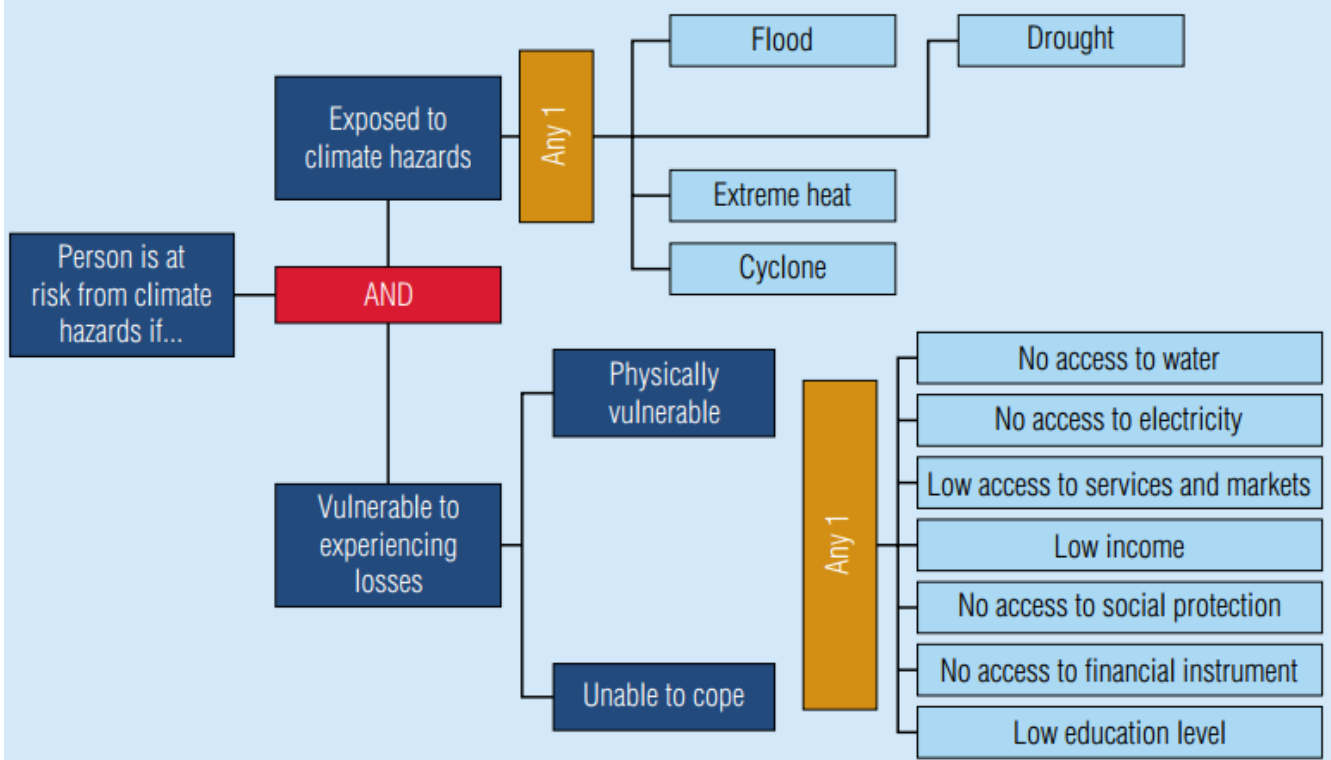 Flood
Drought
Exposed to
climate hazards
Any 1
Extreme heat
Cyclone
Person is at
risk from climate
hazards if...
AND
Physically
vulnerable
No access to water
No access to electricity
Low access to services and markets
Vulnerable to
experiencing
losses
Any 1
Low income
No access to social protection
Unable to cope
No access to financial instrument
Low education level